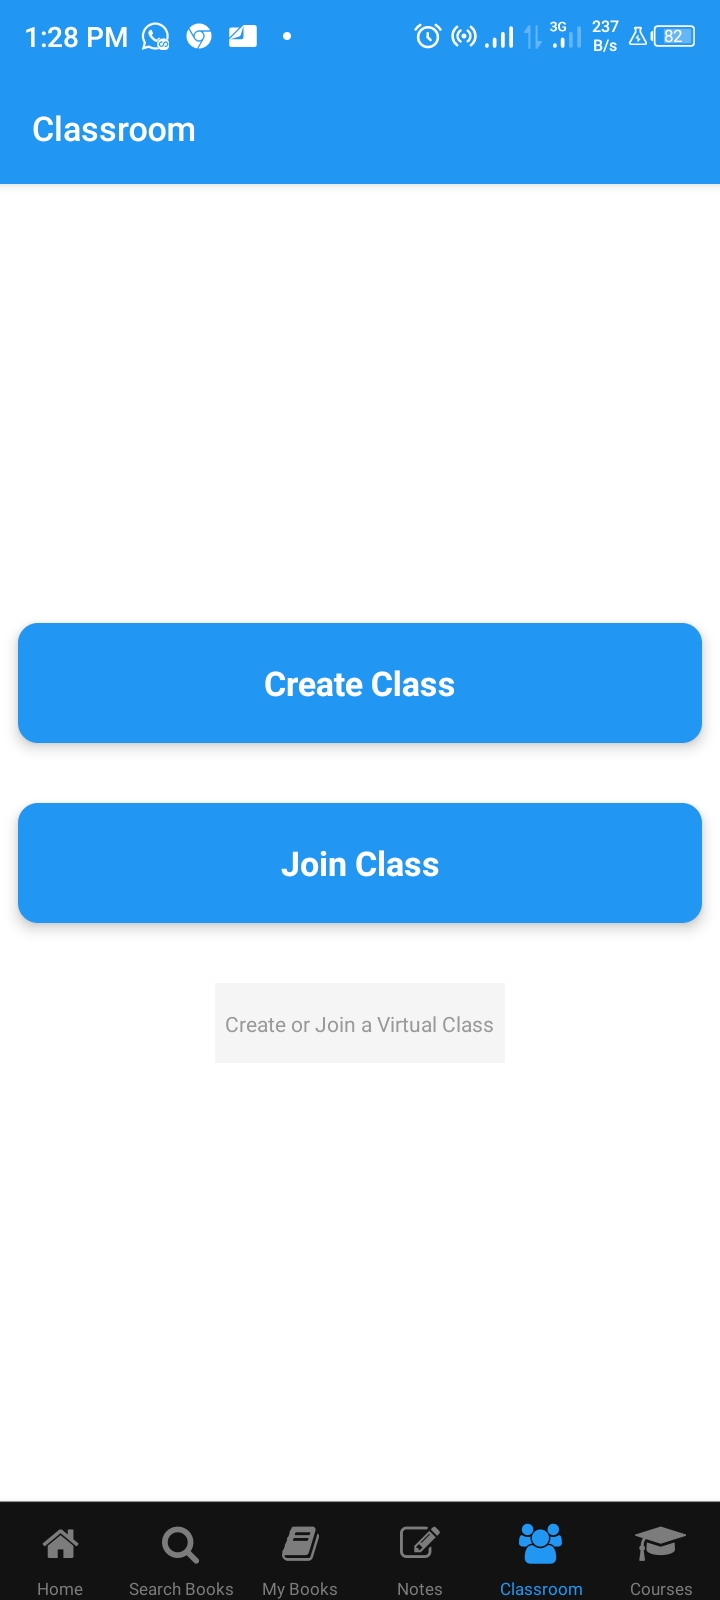 1:28 PM
3G
237
B/s
82
Classroom
Create Class
Join Class
Create or Join a Virtual Class
Home
Search Books
My Books
Notes
Classroom
Courses